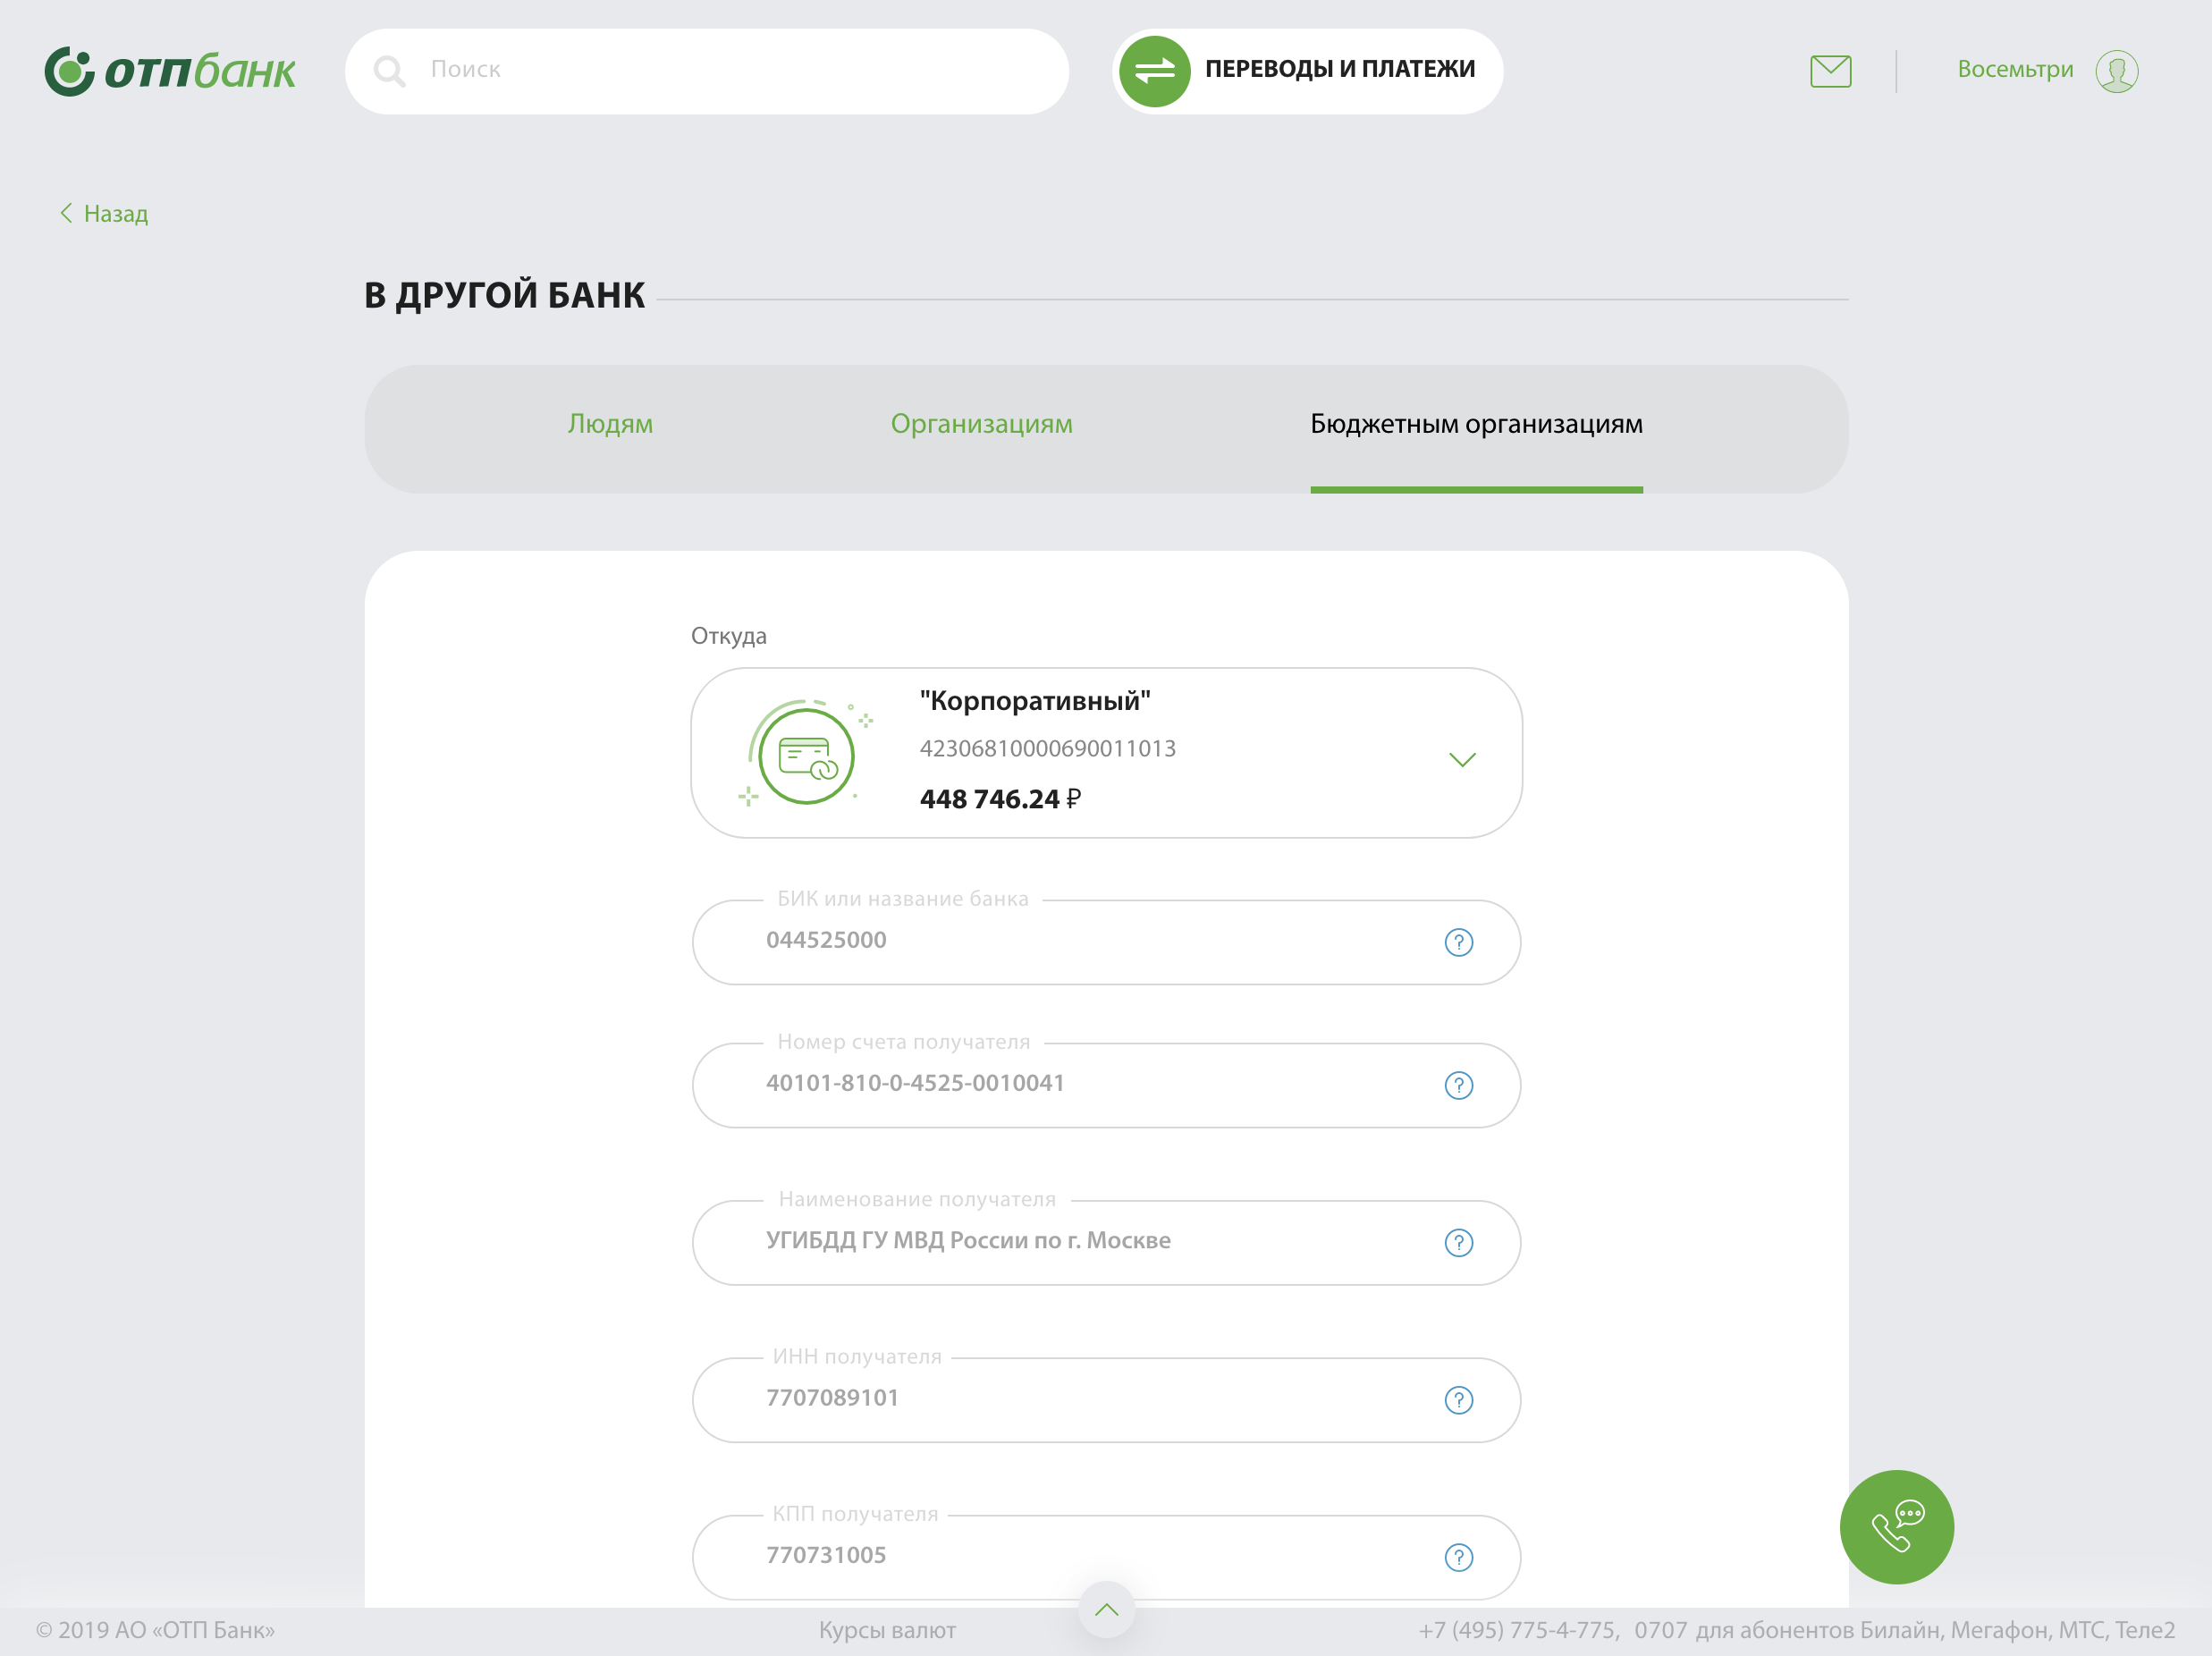 отпбанк
Поиск
ПЕРЕВОДЫ И ПЛАТЕЖИ
Восемьтри
Назад
В ДРУГОЙ БАНК
Людям
Организациям
Бюджетным организациям
Откуда
"Корпоративный"
42306810000690011013
448 746.24 ₽
БИК или название банка
044525000
Номер счета получателя
40101-810-0-4525-0010041
Наименование получателя
УГИБДД ГУ МВД России по г. Москве
ИНН получателя
7707089101
КПП получателя
770731005
© 2019 АО «ОТП Банк»
Курсы валют
+7 (495) 775-4-775, 0707 для абонентов Билайн, Мегафон, МТС, Теле2